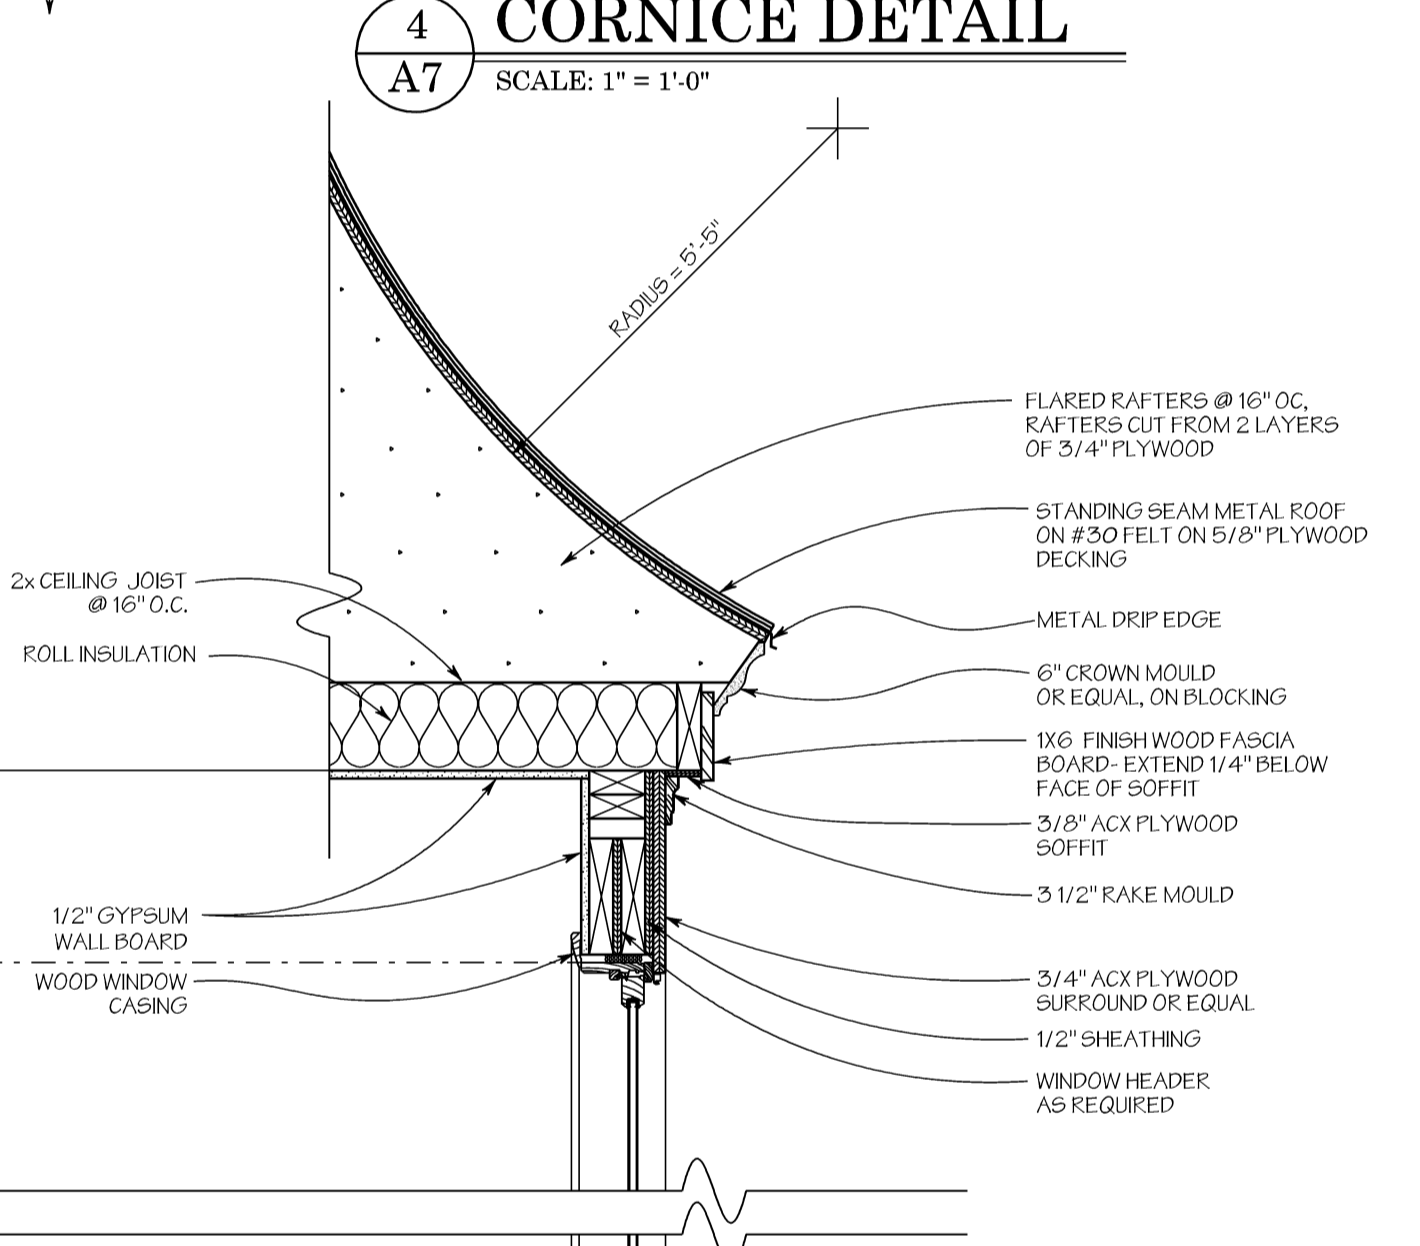 4
A7
CORNICE DETAIL
SCALE: 1" = 1'-0"
RADIUS = 5'-5"
FLARED RAFTERS @ 16" OC,
RAFTERS CUT FROM 2 LAYERS
OF 3/4" PLYWOOD
STANDING SEAM METAL ROOF
ON #30 FELT ON 5/8" PLYWOOD
DECKING
2x CEILING JOIST
@ 16" O.C.
METAL DRIP EDGE
ROLL INSULATION
6" CROWN MOULD
OR EQUAL, ON BLOCKING
1X6 FINISH WOOD FASCIA
BOARD- EXTEND 1/4" BELOW
FACE OF SOFFIT
3/8" ACX PLYWOOD
SOFFIT
3 1/2" RAKE MOULD
1/2" GYPSUM
WALL BOARD
WOOD WINDOW
CASING
3/4" ACX PLYWOOD
SURROUND OR EQUAL
1/2" SHEATHING
WINDOW HEADER
AS REQUIRED